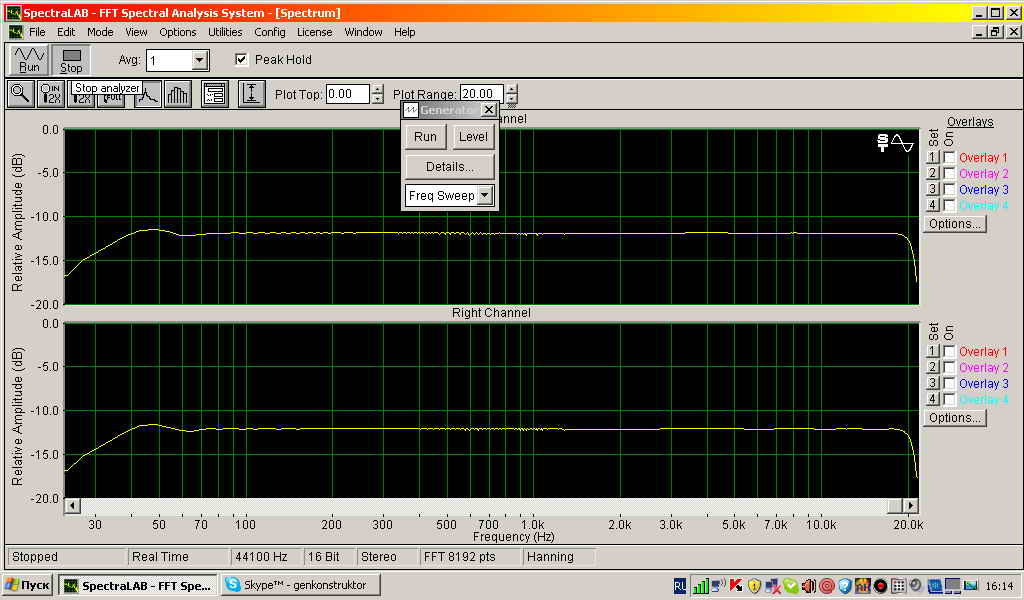 SpectraLAB - FFT Spectral Analysis System - [Spectrum]
File Edit Mode View Options Utilities Config License Window Help
Run Stop Avg: 1 Peak Hold
Stop analyzer
IN 2X 2X Full Plot Top: 0.00 Plot Range: 20.00
Generator
Run Level
Details...
Freq Sweep
Overlays
Set On
1 Overlay 1
2 Overlay 2
3 Overlay 3
4 Overlay 4
Options...
ST
Relative Amplitude (dB)
0.0
-5.0
-10.0
-15.0
-20.0
Right Channel
Set On
1 Overlay 1
2 Overlay 2
3 Overlay 3
4 Overlay 4
Options...
Relative Amplitude (dB)
0.0
-5.0
-10.0
-15.0
-20.0
30 50 70 100 200 300 500 700 1.0k 2.0k 3.0k 5.0k 7.0k 10.0k 20.0k
Frequency (Hz)
Stopped Real Time 44100 Hz 16 Bit Stereo FFT 8192 pts Hanning
Пуск SpectraLAB - FFT Spe... Skype™ - genkonstruktor RU 16:14